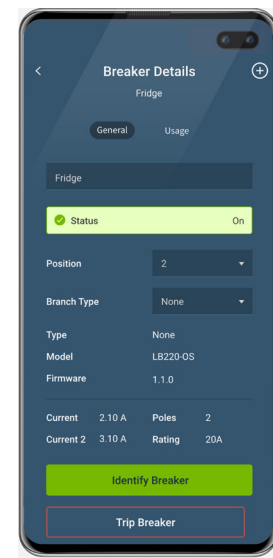 Breaker Details
Fridge
General Usage
Fridge
Status On
Position 2
Branch Type None
Type None
Model LB220-OS
Firmware 1.1.0
Current 2.10 A Poles 2
Current 2 3.10 A Rating 20A
Identify Breaker
Trip Breaker